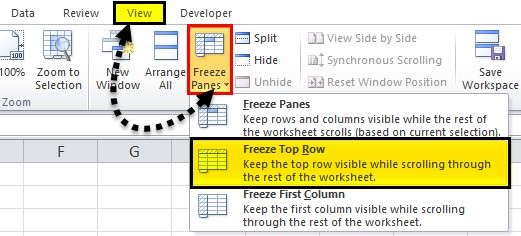 Data Review View Developer
100% Zoom to Selection New Window Arrange All Freeze Panes Split Hide Unhide View Side by Side Synchronous Scrolling Reset Window Position Save Workspace
Zoom
Freeze Panes
Keep rows and columns visible while the rest of
the worksheet scrolls (based on current selection).
Freeze Top Row
Keep the top row visible while scrolling through
the rest of the worksheet.
Freeze First Column
Keep the first column visible while scrolling
through the rest of the worksheet.
F G